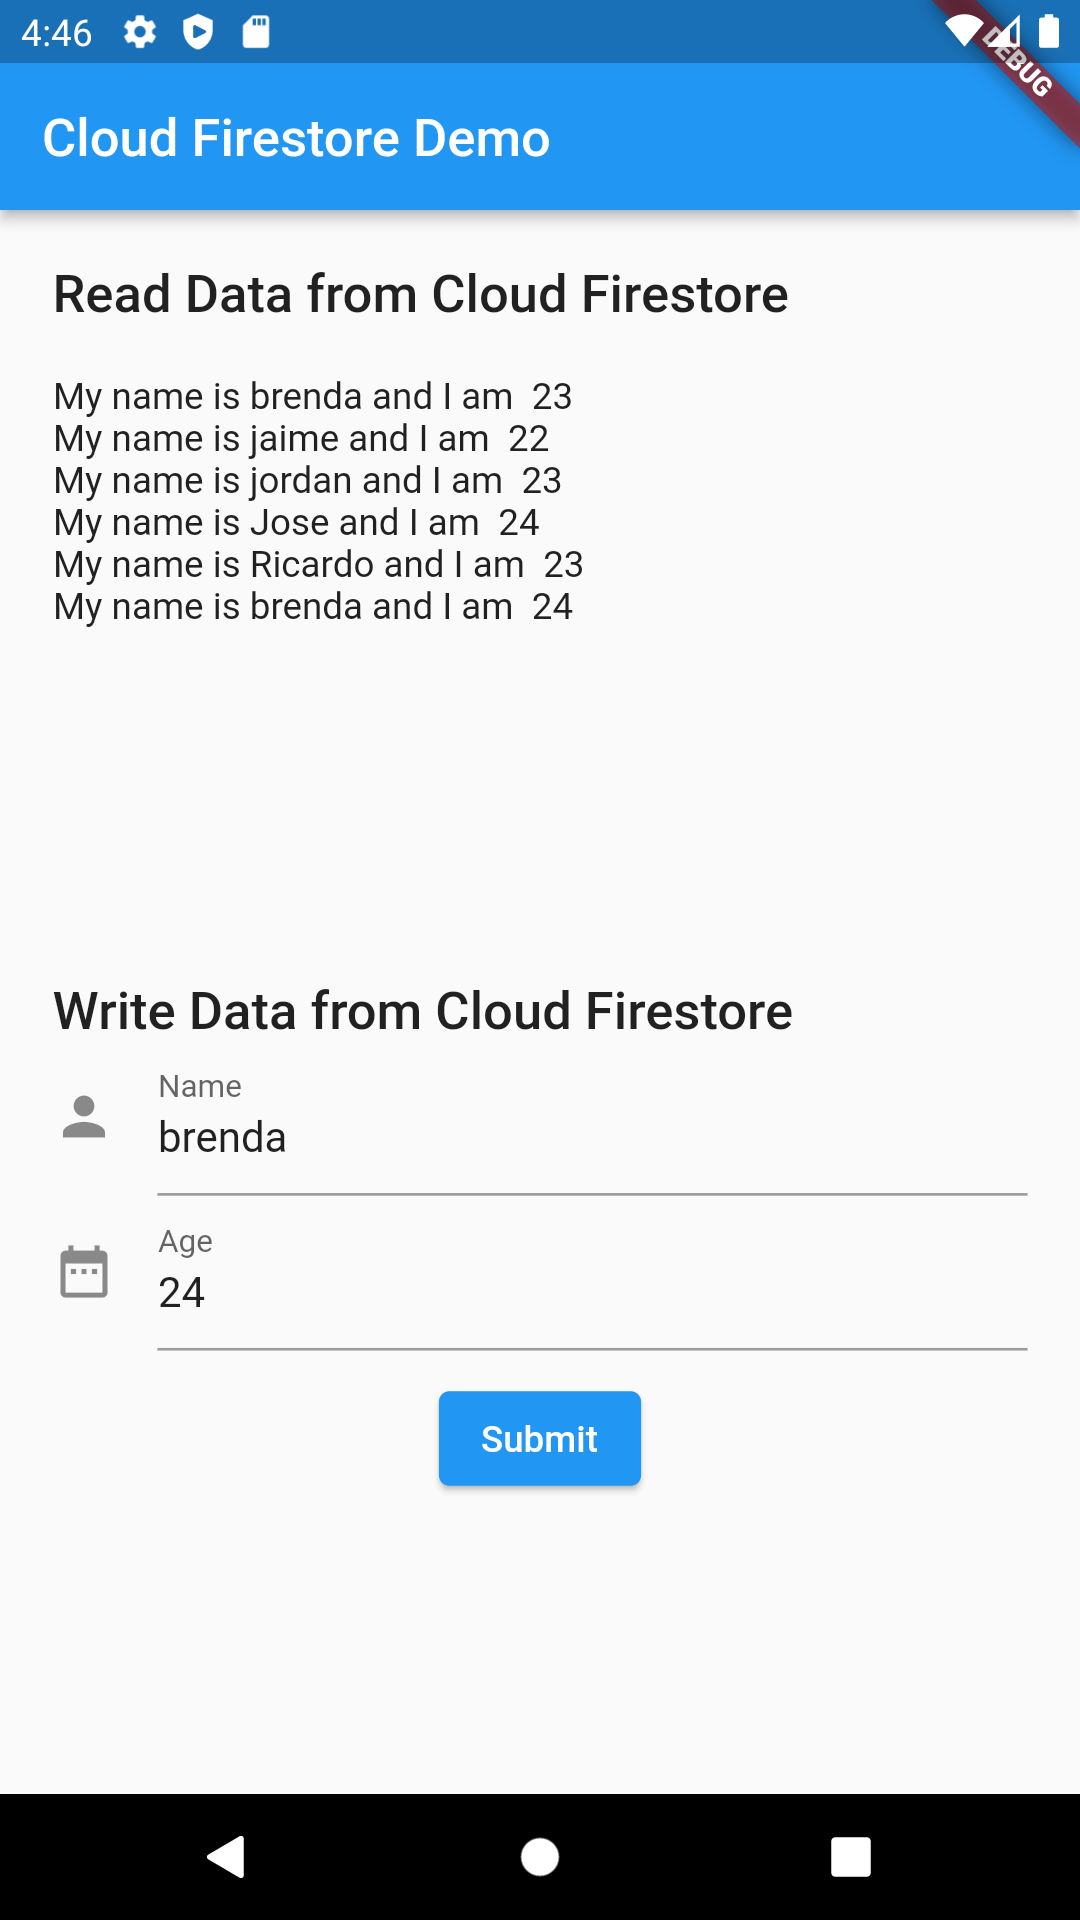 4:46
DEBUG
Cloud Firestore Demo
Read Data from Cloud Firestore
My name is brenda and I am  23
My name is jaime and I am  22
My name is jordan and I am  23
My name is Jose and I am  24
My name is Ricardo and I am  23
My name is brenda and I am  24
Write Data from Cloud Firestore
Name
brenda
Age
24
Submit